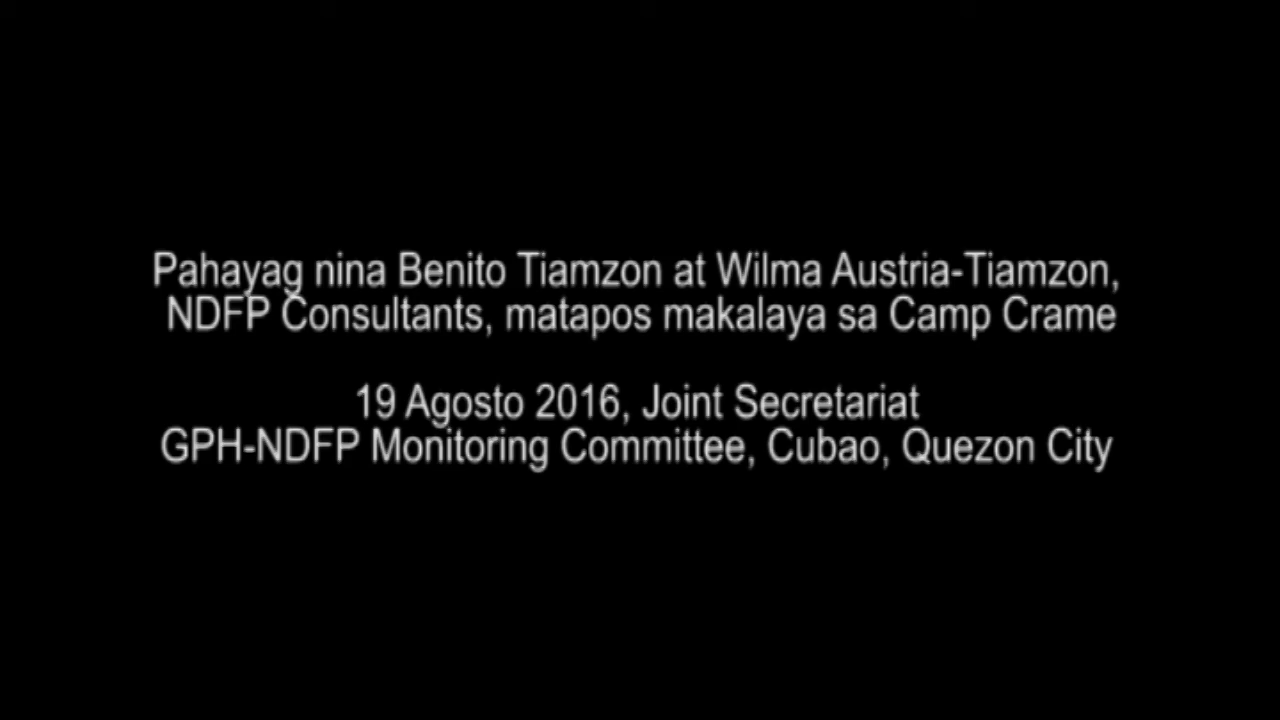 Pahayag nina Benito Tiamzon at Wilma Austria-Tiamzon,
NDFP Consultants, matapos makalaya sa Camp Crame
19 Agosto 2016, Joint Secretariat
GPH-NDFP Monitoring Committee, Cubao, Quezon City